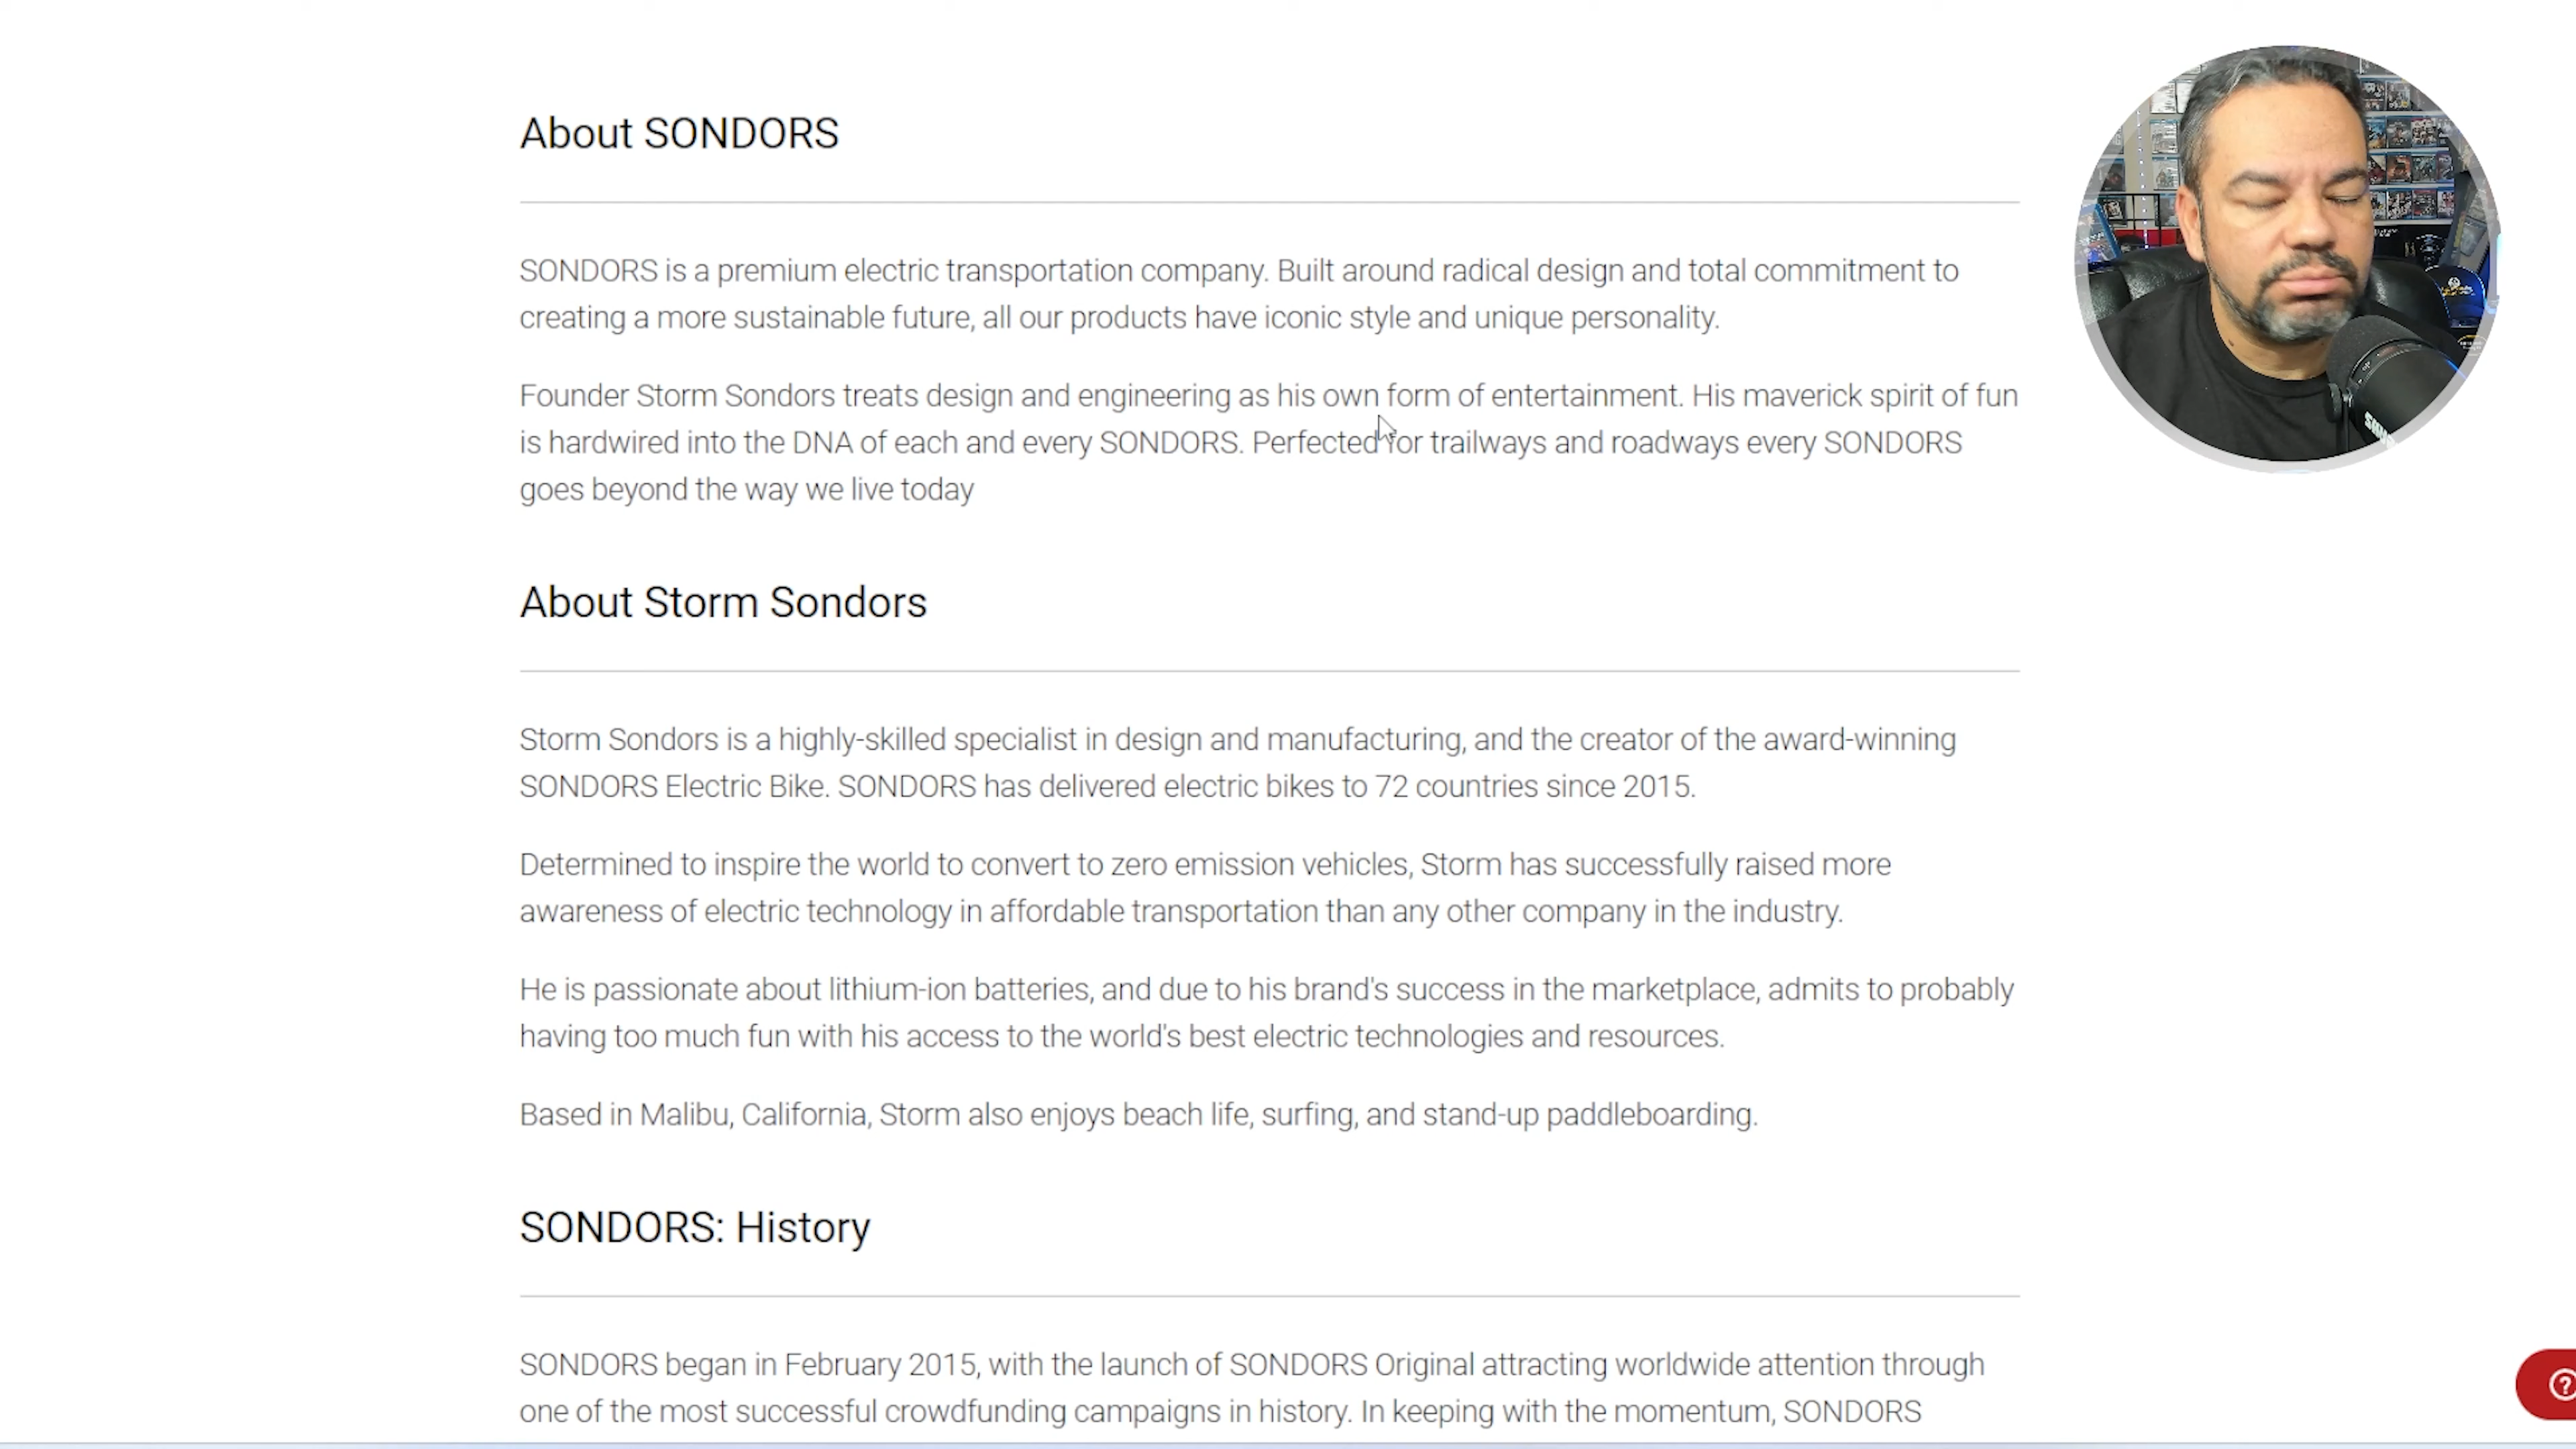 About SONDORS
SONDORS is a premium electric transportation company. Built around radical design and total commitment to
creating a more sustainable future, all our products have iconic style and unique personality.
Founder Storm Sondors treats design and engineering as his own form of entertainment. His maverick spirit of fun
is hardwired into the DNA of each and every SONDORS. Perfected for trailways and roadways every SONDORS
goes beyond the way we live today
About Storm Sondors
Storm Sondors is a highly-skilled specialist in design and manufacturing, and the creator of the award-winning
SONDORS Electric Bike. SONDORS has delivered electric bikes to 72 countries since 2015.
Determined to inspire the world to convert to zero emission vehicles, Storm has successfully raised more
awareness of electric technology in affordable transportation than any other company in the industry.
He is passionate about lithium-ion batteries, and due to his brand's success in the marketplace, admits to probably
having too much fun with his access to the world's best electric technologies and resources.
Based in Malibu, California, Storm also enjoys beach life, surfing, and stand-up paddleboarding.
SONDORS: History
SONDORS began in February 2015, with the launch of SONDORS Original attracting worldwide attention through
one of the most successful crowdfunding campaigns in history. In keeping with the momentum, SONDORS